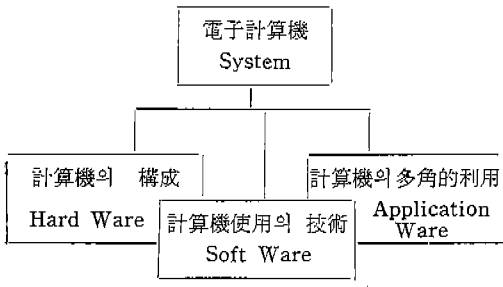 電子計算機
System
計算機의 構成
Hard Ware
計算機使用의 技術
Soft Ware
計算機의 多角的利用
Application
Ware